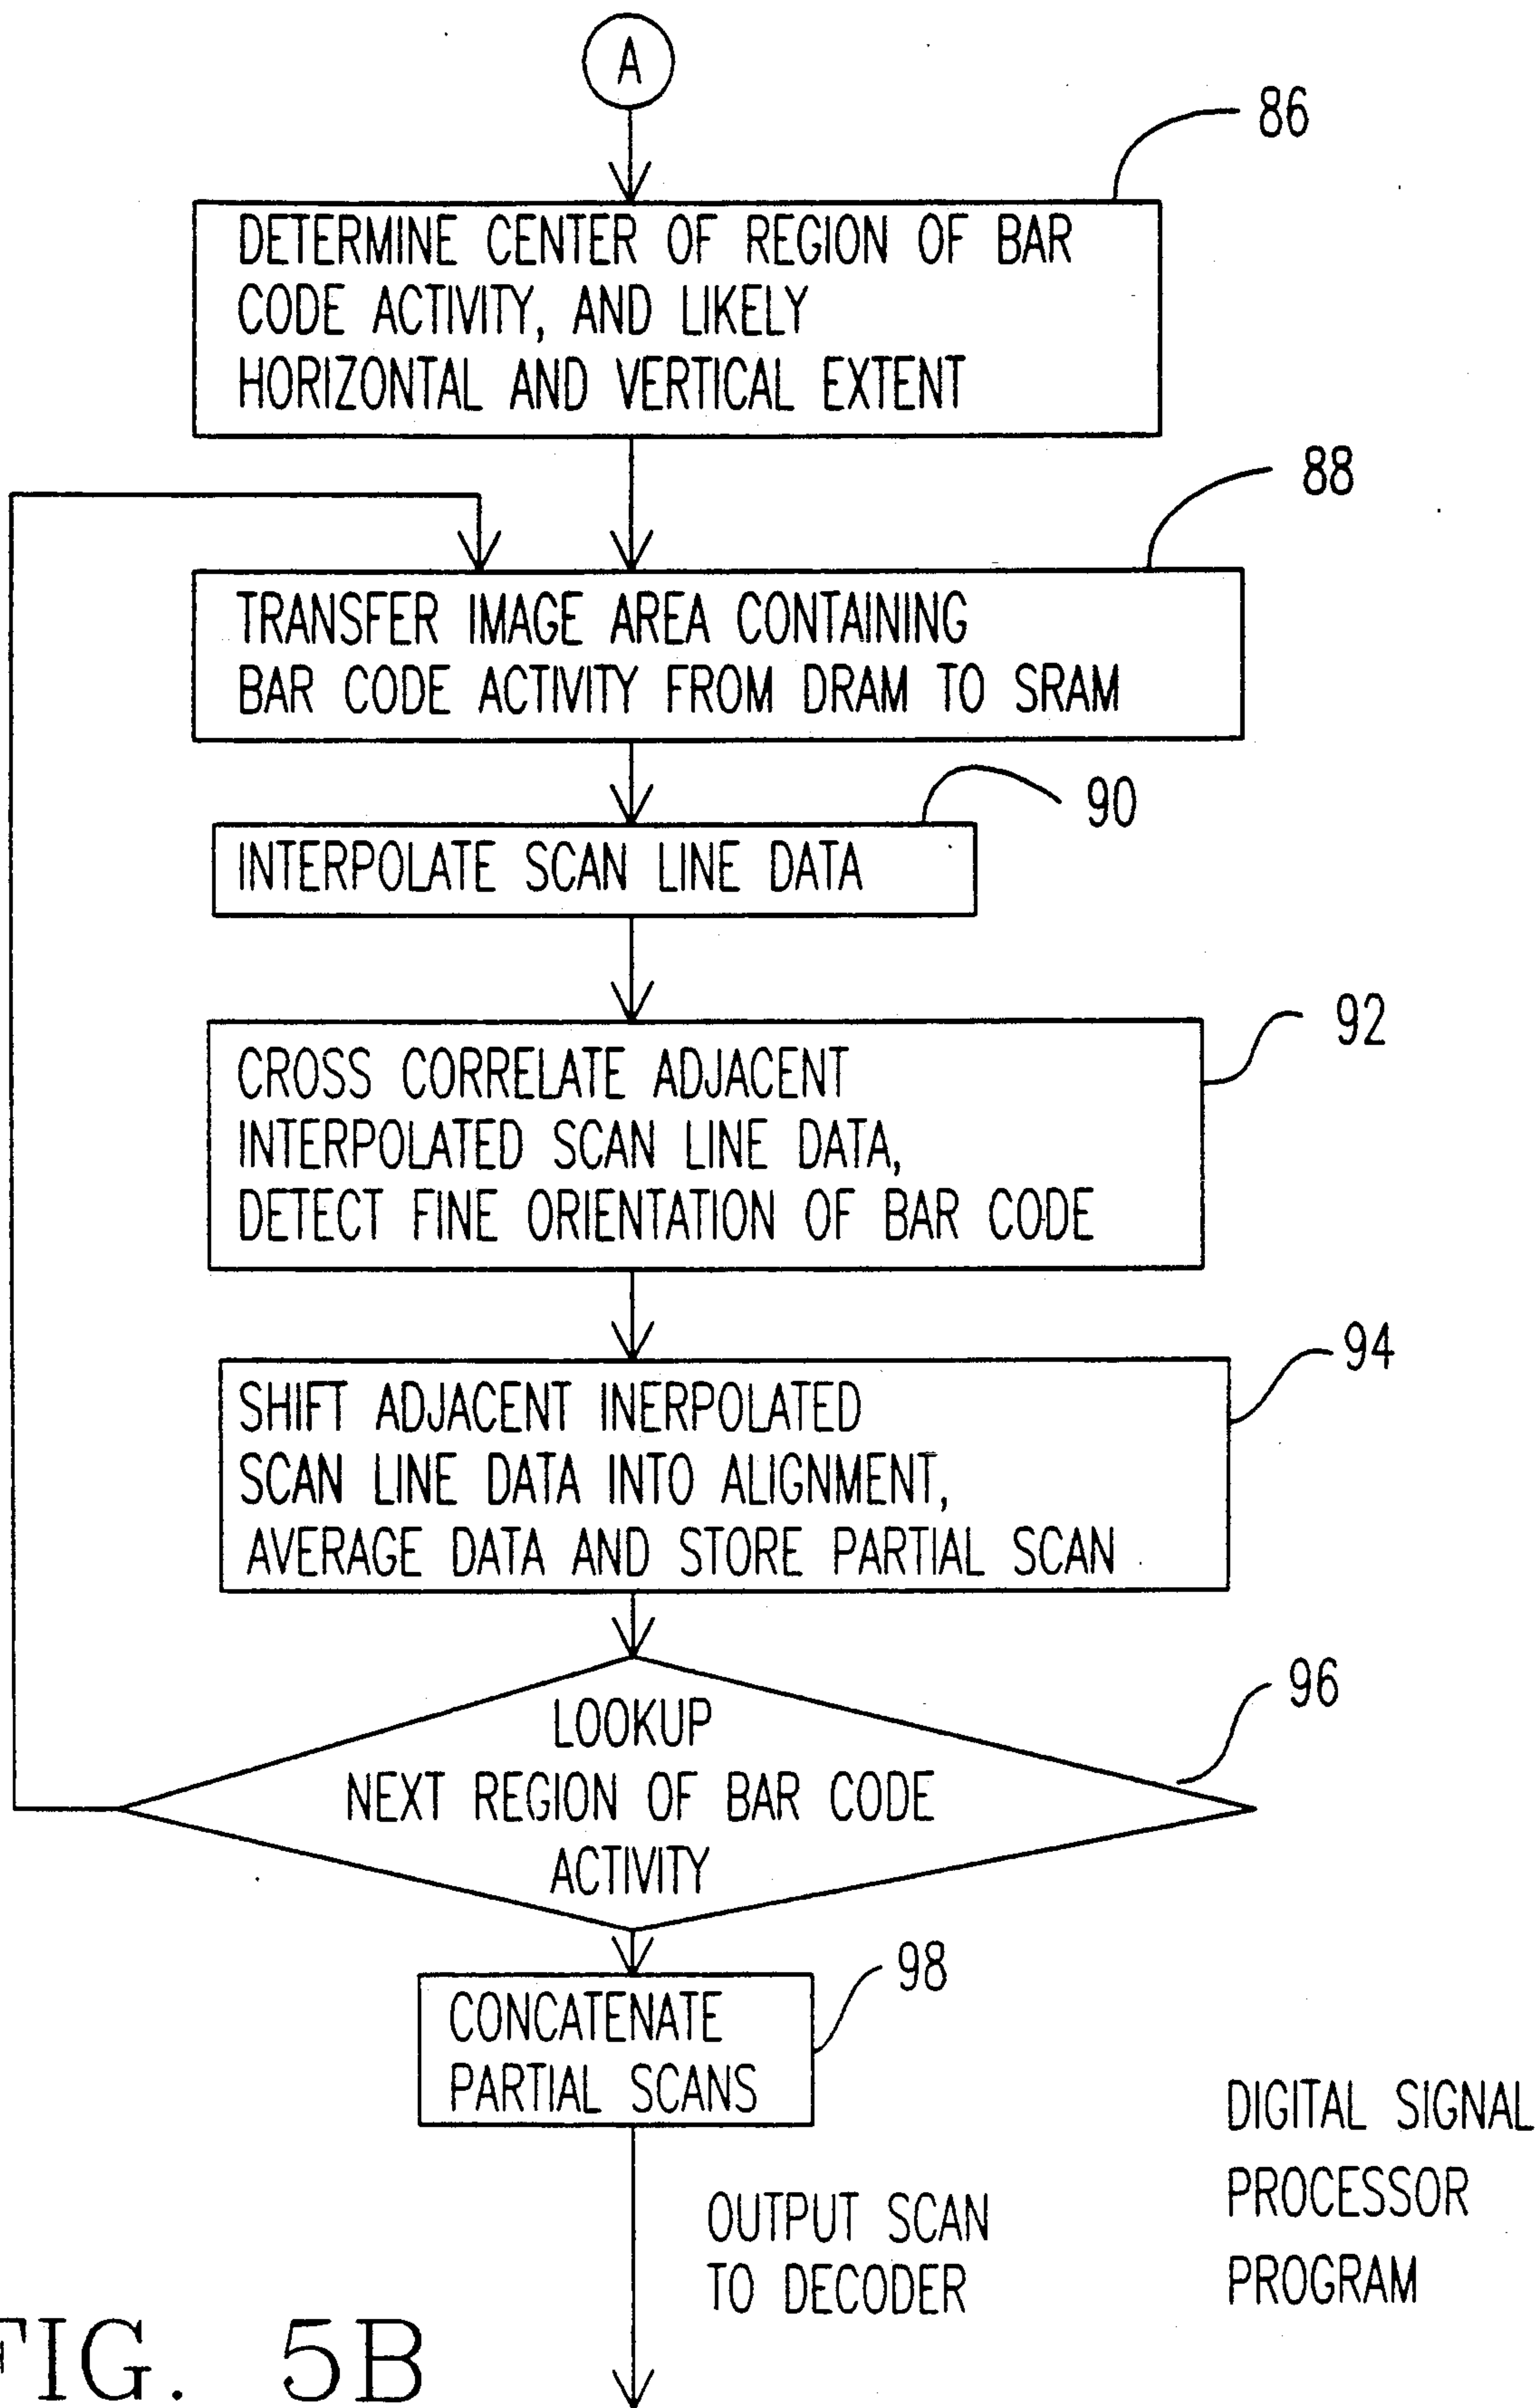 A
86
DETERMINE CENTER OF REGION OF BAR
CODE ACTIVITY, AND LIKELY
HORIZONTAL AND VERTICAL EXTENT
88
TRANSFER IMAGE AREA CONTAINING
BAR CODE ACTIVITY FROM DRAM TO SRAM
90
INTERPOLATE SCAN LINE DATA
92
CROSS CORRELATE ADJACENT
INTERPOLATED SCAN LINE DATA,
DETECT FINE ORIENTATION OF BAR CODE
94
SHIFT ADJACENT INERPOLATED
SCAN LINE DATA INTO ALIGNMENT,
AVERAGE DATA AND STORE PARTIAL SCAN
96
LOOKUP
NEXT REGION OF BAR CODE
ACTIVITY
98
CONCATENATE
PARTIAL SCANS
OUTPUT SCAN
TO DECODER
DIGITAL SIGNAL
PROCESSOR
PROGRAM
FIG. 5B